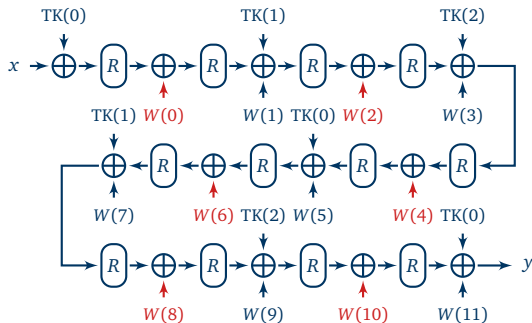 TK(0) TK(1) TK(2)
x R R R R
W(0) W(1) W(2) W(3)
TK(1) TK(0)
R R R R
W(7) W(6) W(5) W(4)
TK(2) TK(0)
R R R R y
W(8) W(9) W(10) W(11)